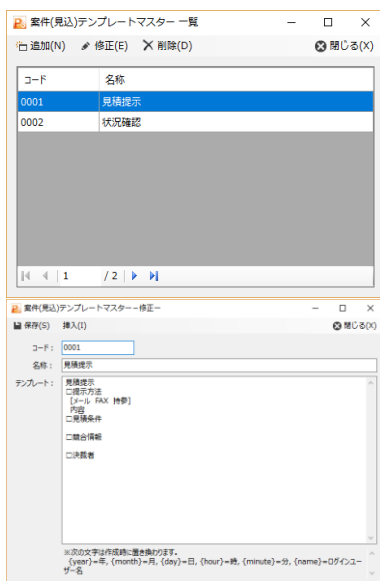 案件(見込)テンプレートマスター 一覧
追加(N) 修正(E) 削除(D) 閉じる(X)
コード 名称
0001 見積提示
0002 状況確認
1 / 2
案件(見込)テンプレートマスター －修正－
保存(S) 挿入(I) 閉じる(X)
コード： 0001
名称： 見積提示
テンプレート： 見積提示
□提示方法
[メール FAX 持参]
内容
□見積条件
□競合情報
□決裁者
※次の文字は作成時に置き換わります。
{year}=年, {month}=月, {day}=日, {hour}=時, {minute}=分, {name}=ログインユー
ザー名